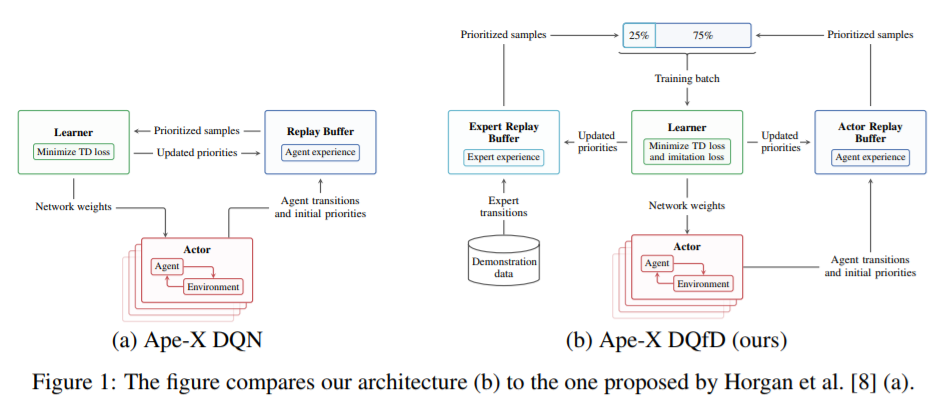 Learner
Minimize TD loss
Prioritized samples
Updated priorities
Replay Buffer
Agent experience
Network weights
Agent transitions
and initial priorities
Actor
Agent
Environment
(a) Ape-X DQN
Prioritized samples
25%
75%
Prioritized samples
Training batch
Expert Replay
Buffer
Expert experience
Updated
priorities
Learner
Minimize TD loss
and imitation loss
Updated
priorities
Actor Replay
Buffer
Agent experience
Expert
transitions
Network weights
Demonstration
data
Actor
Agent
Environment
Agent transitions
and initial priorities
(b) Ape-X DQfD (ours)
Figure 1: The figure compares our architecture (b) to the one proposed by Horgan et al. [8] (a).